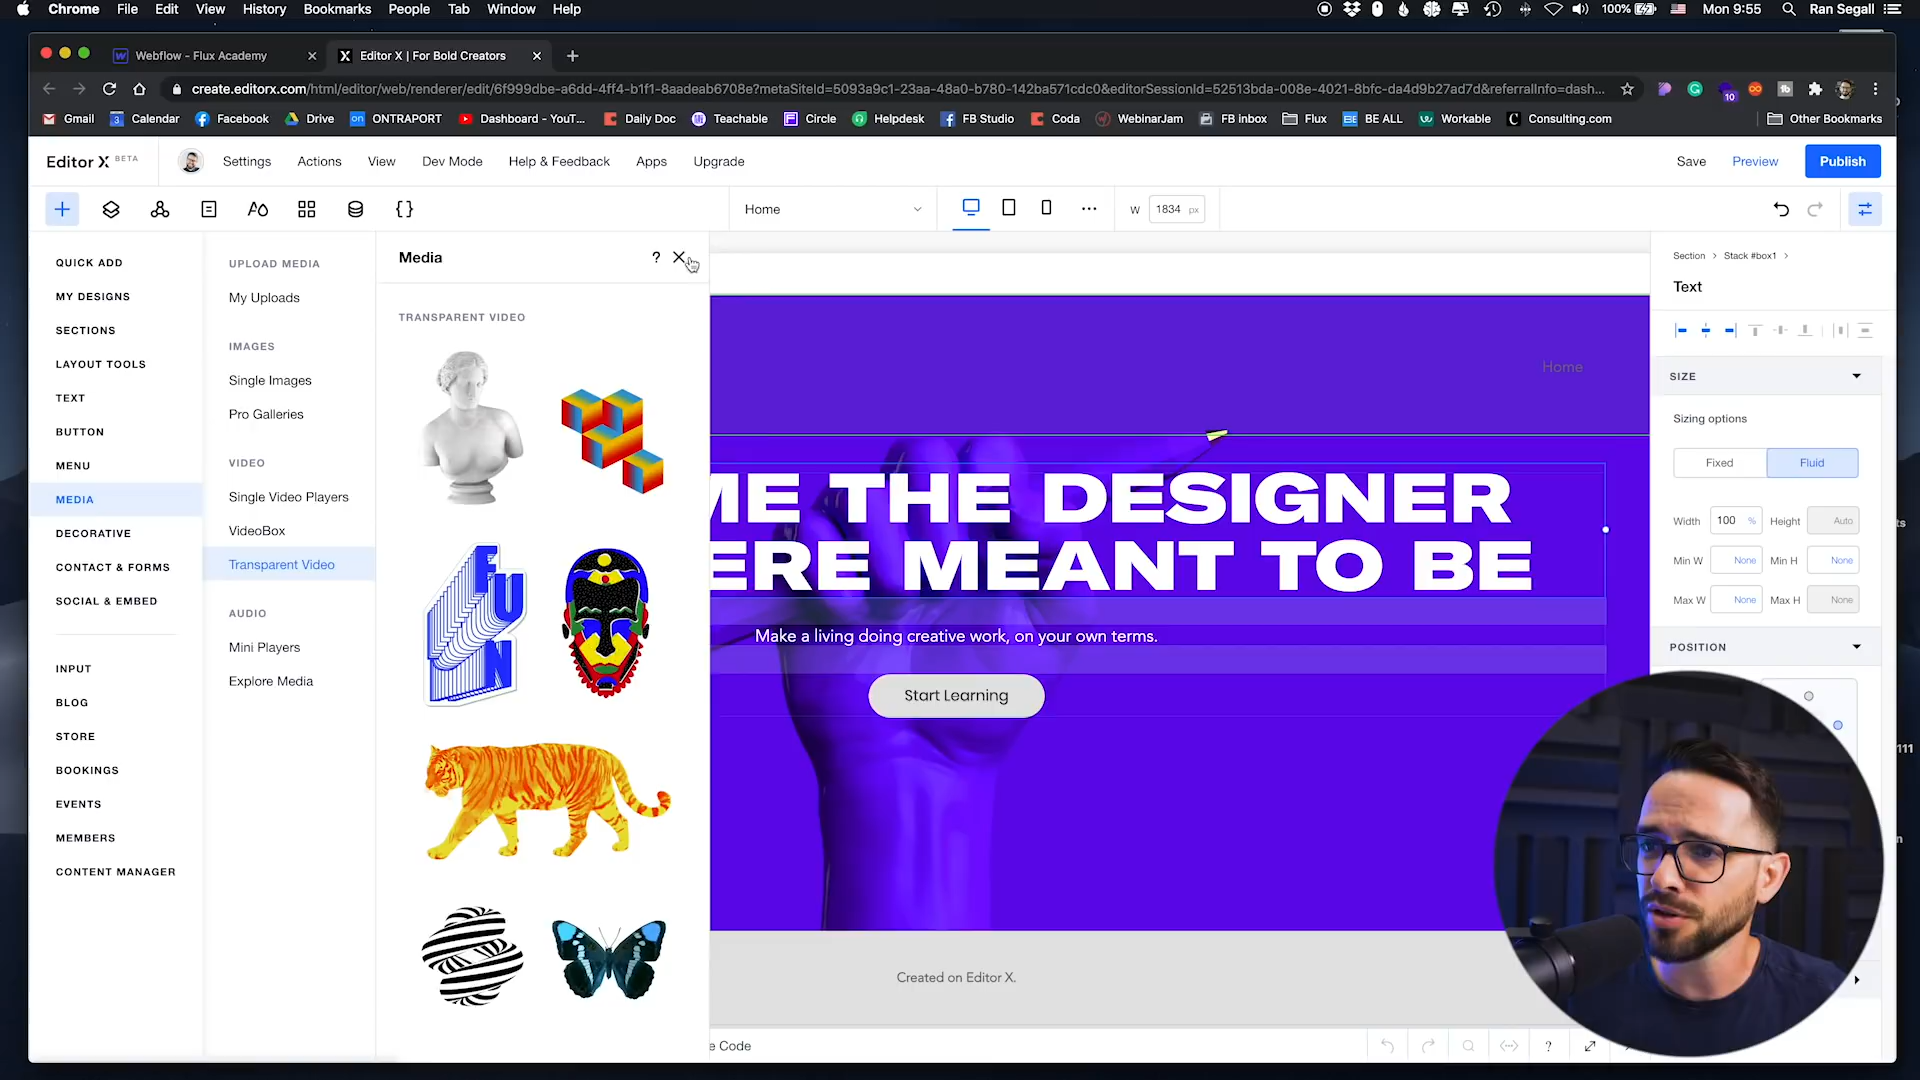 Chrome File Edit View History Bookmarks People Tab Window Help
100% Mon 9:55 Ran Segall
Webflow - Flux Academy
Editor X | For Bold Creators
create.editorx.com/html/editor/web/renderer/edit/6f999dbe-a6dd-4ff4-b1f1-8aadeab6708e?metaSiteId=5093a9c1-23aa-48a0-b780-142ba571cdc0&editorSessionId=52513bda-008e-4021-8bfc-da4d9b27ad7d&referralInfo=dash...
10
Gmail Calendar Facebook Drive ONTRAPORT Dashboard - YouT... Daily Doc Teachable Circle Helpdesk FB Studio Coda WebinarJam FB inbox Flux BE ALL Workable Consulting.com Other Bookmarks
Editor X BETA Settings Actions View Dev Mode Help & Feedback Apps Upgrade Save Preview Publish
Home W 1834 px
QUICK ADD
MY DESIGNS
SECTIONS
LAYOUT TOOLS
TEXT
BUTTON
MENU
MEDIA
DECORATIVE
CONTACT & FORMS
SOCIAL & EMBED
INPUT
BLOG
STORE
BOOKINGS
EVENTS
MEMBERS
CONTENT MANAGER
UPLOAD MEDIA
My Uploads
IMAGES
Single Images
Pro Galleries
VIDEO
Single Video Players
VideoBox
Transparent Video
AUDIO
Mini Players
Explore Media
Media ?
TRANSPARENT VIDEO
FUN
Home
ME THE DESIGNER
ERE MEANT TO BE
Make a living doing creative work, on your own terms.
Start Learning
Created on Editor X.
e Code
?
Section > Stack #box1 >
Text
SIZE
Sizing options
Fixed Fluid
Width 100 % Height Auto
Min W None Min H None
Max W None Max H None
POSITION
ts
111
n